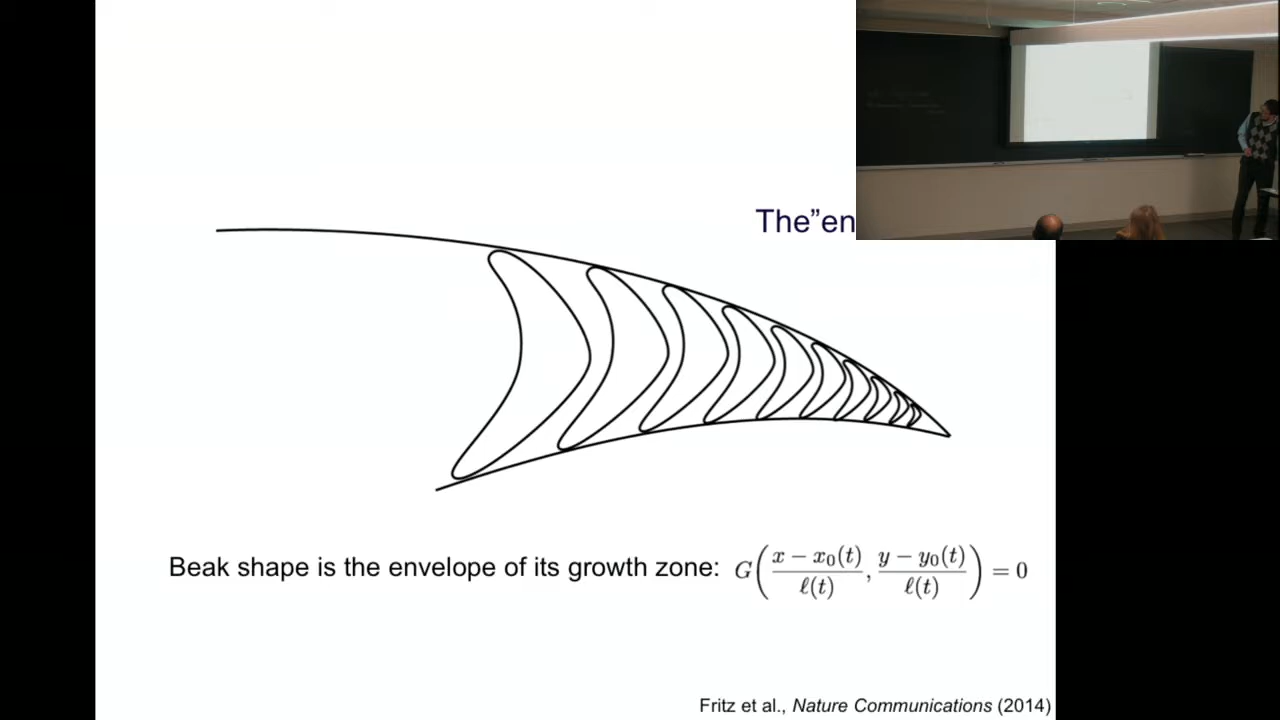 The”en
Beak shape is the envelope of its growth zone: G((x − x₀(t))/ℓ(t), (y − y₀(t))/ℓ(t)) = 0
Fritz et al., Nature Communications (2014)